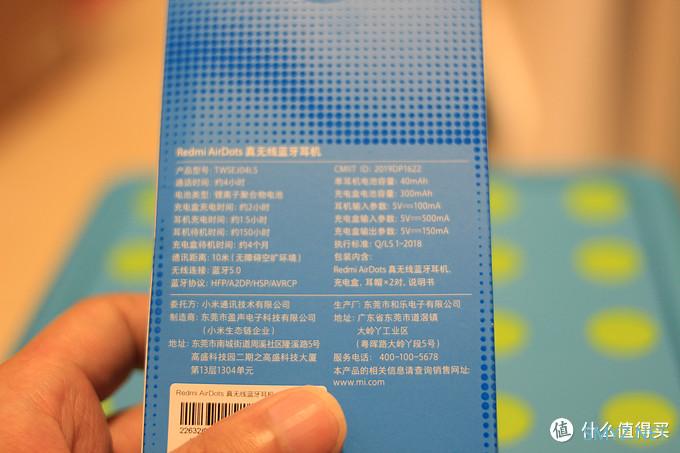 Redmi AirDots 真无线蓝牙耳机
产品型号: TWSEJ04LS
通话时间: 约4小时
电池类型: 锂离子聚合物电池
充电盒充电时间: 约2小时
耳机充电时间: 约1.5小时
耳机待机时间: 约150小时
充电盒待机时间: 约4个月
通讯距离: 10米 (无障碍空旷环境)
无线连接: 蓝牙5.0
蓝牙协议: HFP/A2DP/HSP/AVRCP
CMIIT ID: 2019DP1622
单耳机电池容量: 40mAh
充电盒电池容量: 300mAh
耳机输入参数: 5V⎓100mA
充电盒输入参数: 5V⎓500mA
充电盒输出参数: 5V⎓150mA
执行标准: Q/LS 1-2018
包装内含:
Redmi AirDots 真无线蓝牙耳机,
充电盒, 耳帽×2对, 说明书
委托方: 小米通讯技术有限公司
制造商: 东莞市盈声电子科技有限公司
(小米生态链企业)
地址: 东莞市南城街道周溪社区隆溪路5号
高盛科技园二期之高盛科技大厦
第13层1304单元
生产厂: 东莞市和乐电子有限公司
地址: 广东省东莞市道滘镇
大岭丫工业区
(粤晖路大岭丫段5号)
服务电话: 400-100-5678
本产品的相关信息请查询销售网址:
www.mi.com
Redmi AirDots 真无线蓝牙耳机
22632
值 什么值得买